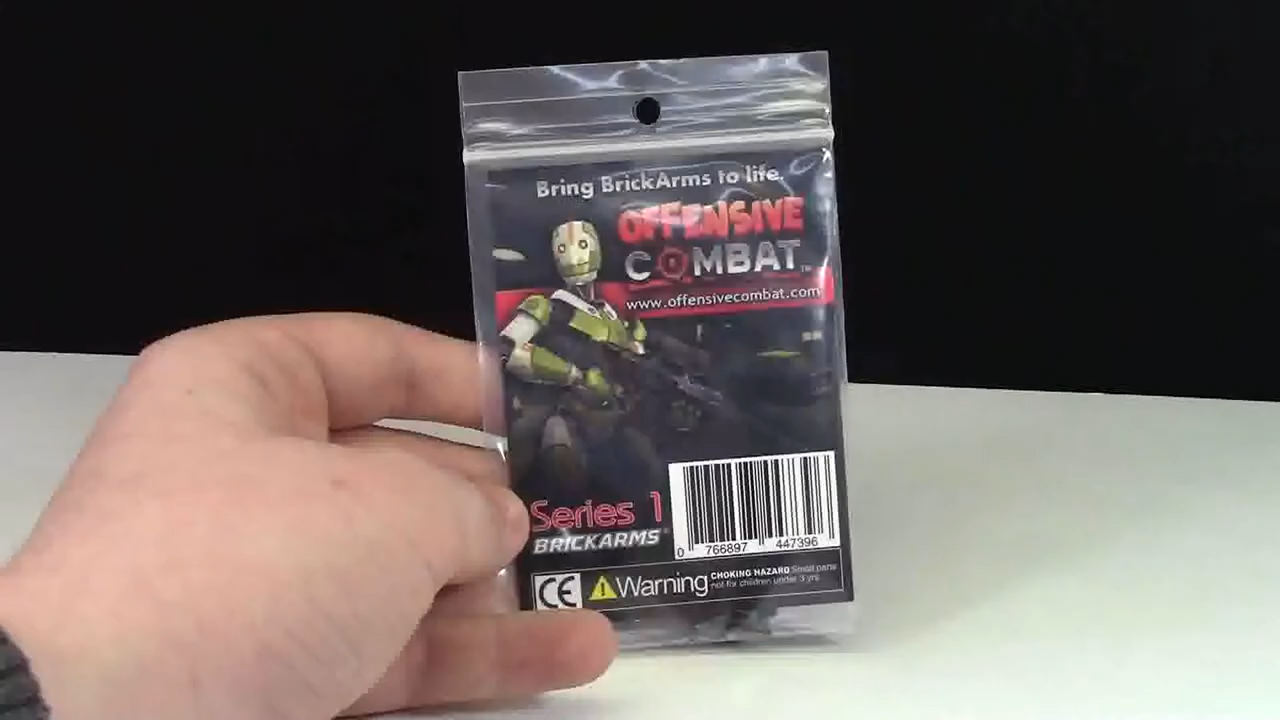 Bring BrickArms to life.
OFFENSIVE
COMBAT™
www.offensivecombat.com
Series 1
BRICKARMS®
0 766897 447396
CE
Warning
CHOKING HAZARD Small parts
not for children under 3 yrs